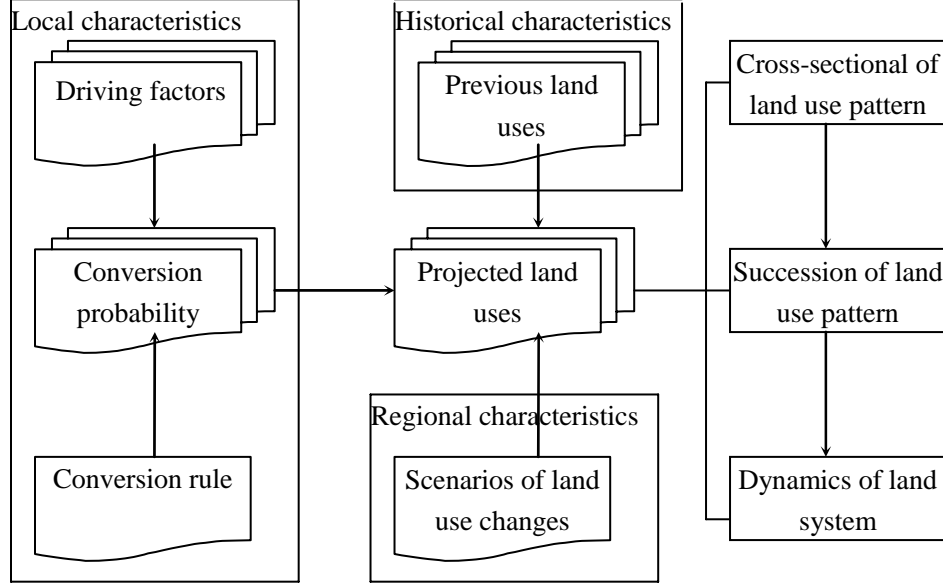 Local characteristics
Driving factors
Conversion
probability
Conversion rule
Historical characteristics
Previous land
uses
Projected land
uses
Regional characteristics
Scenarios of land
use changes
Cross-sectional of
land use pattern
Succession of land
use pattern
Dynamics of land
system